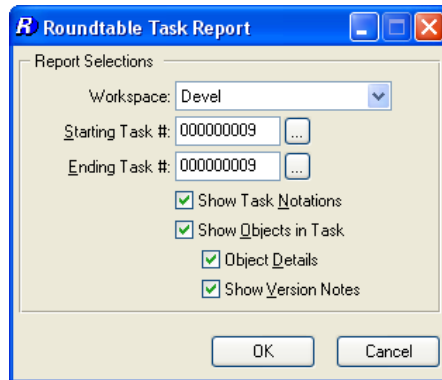 R Roundtable Task Report
Report Selections
Workspace: Devel
Starting Task #: 000000009 ...
Ending Task #: 000000009 ...
Show Task Notations
Show Objects in Task
Object Details
Show Version Notes
OK Cancel